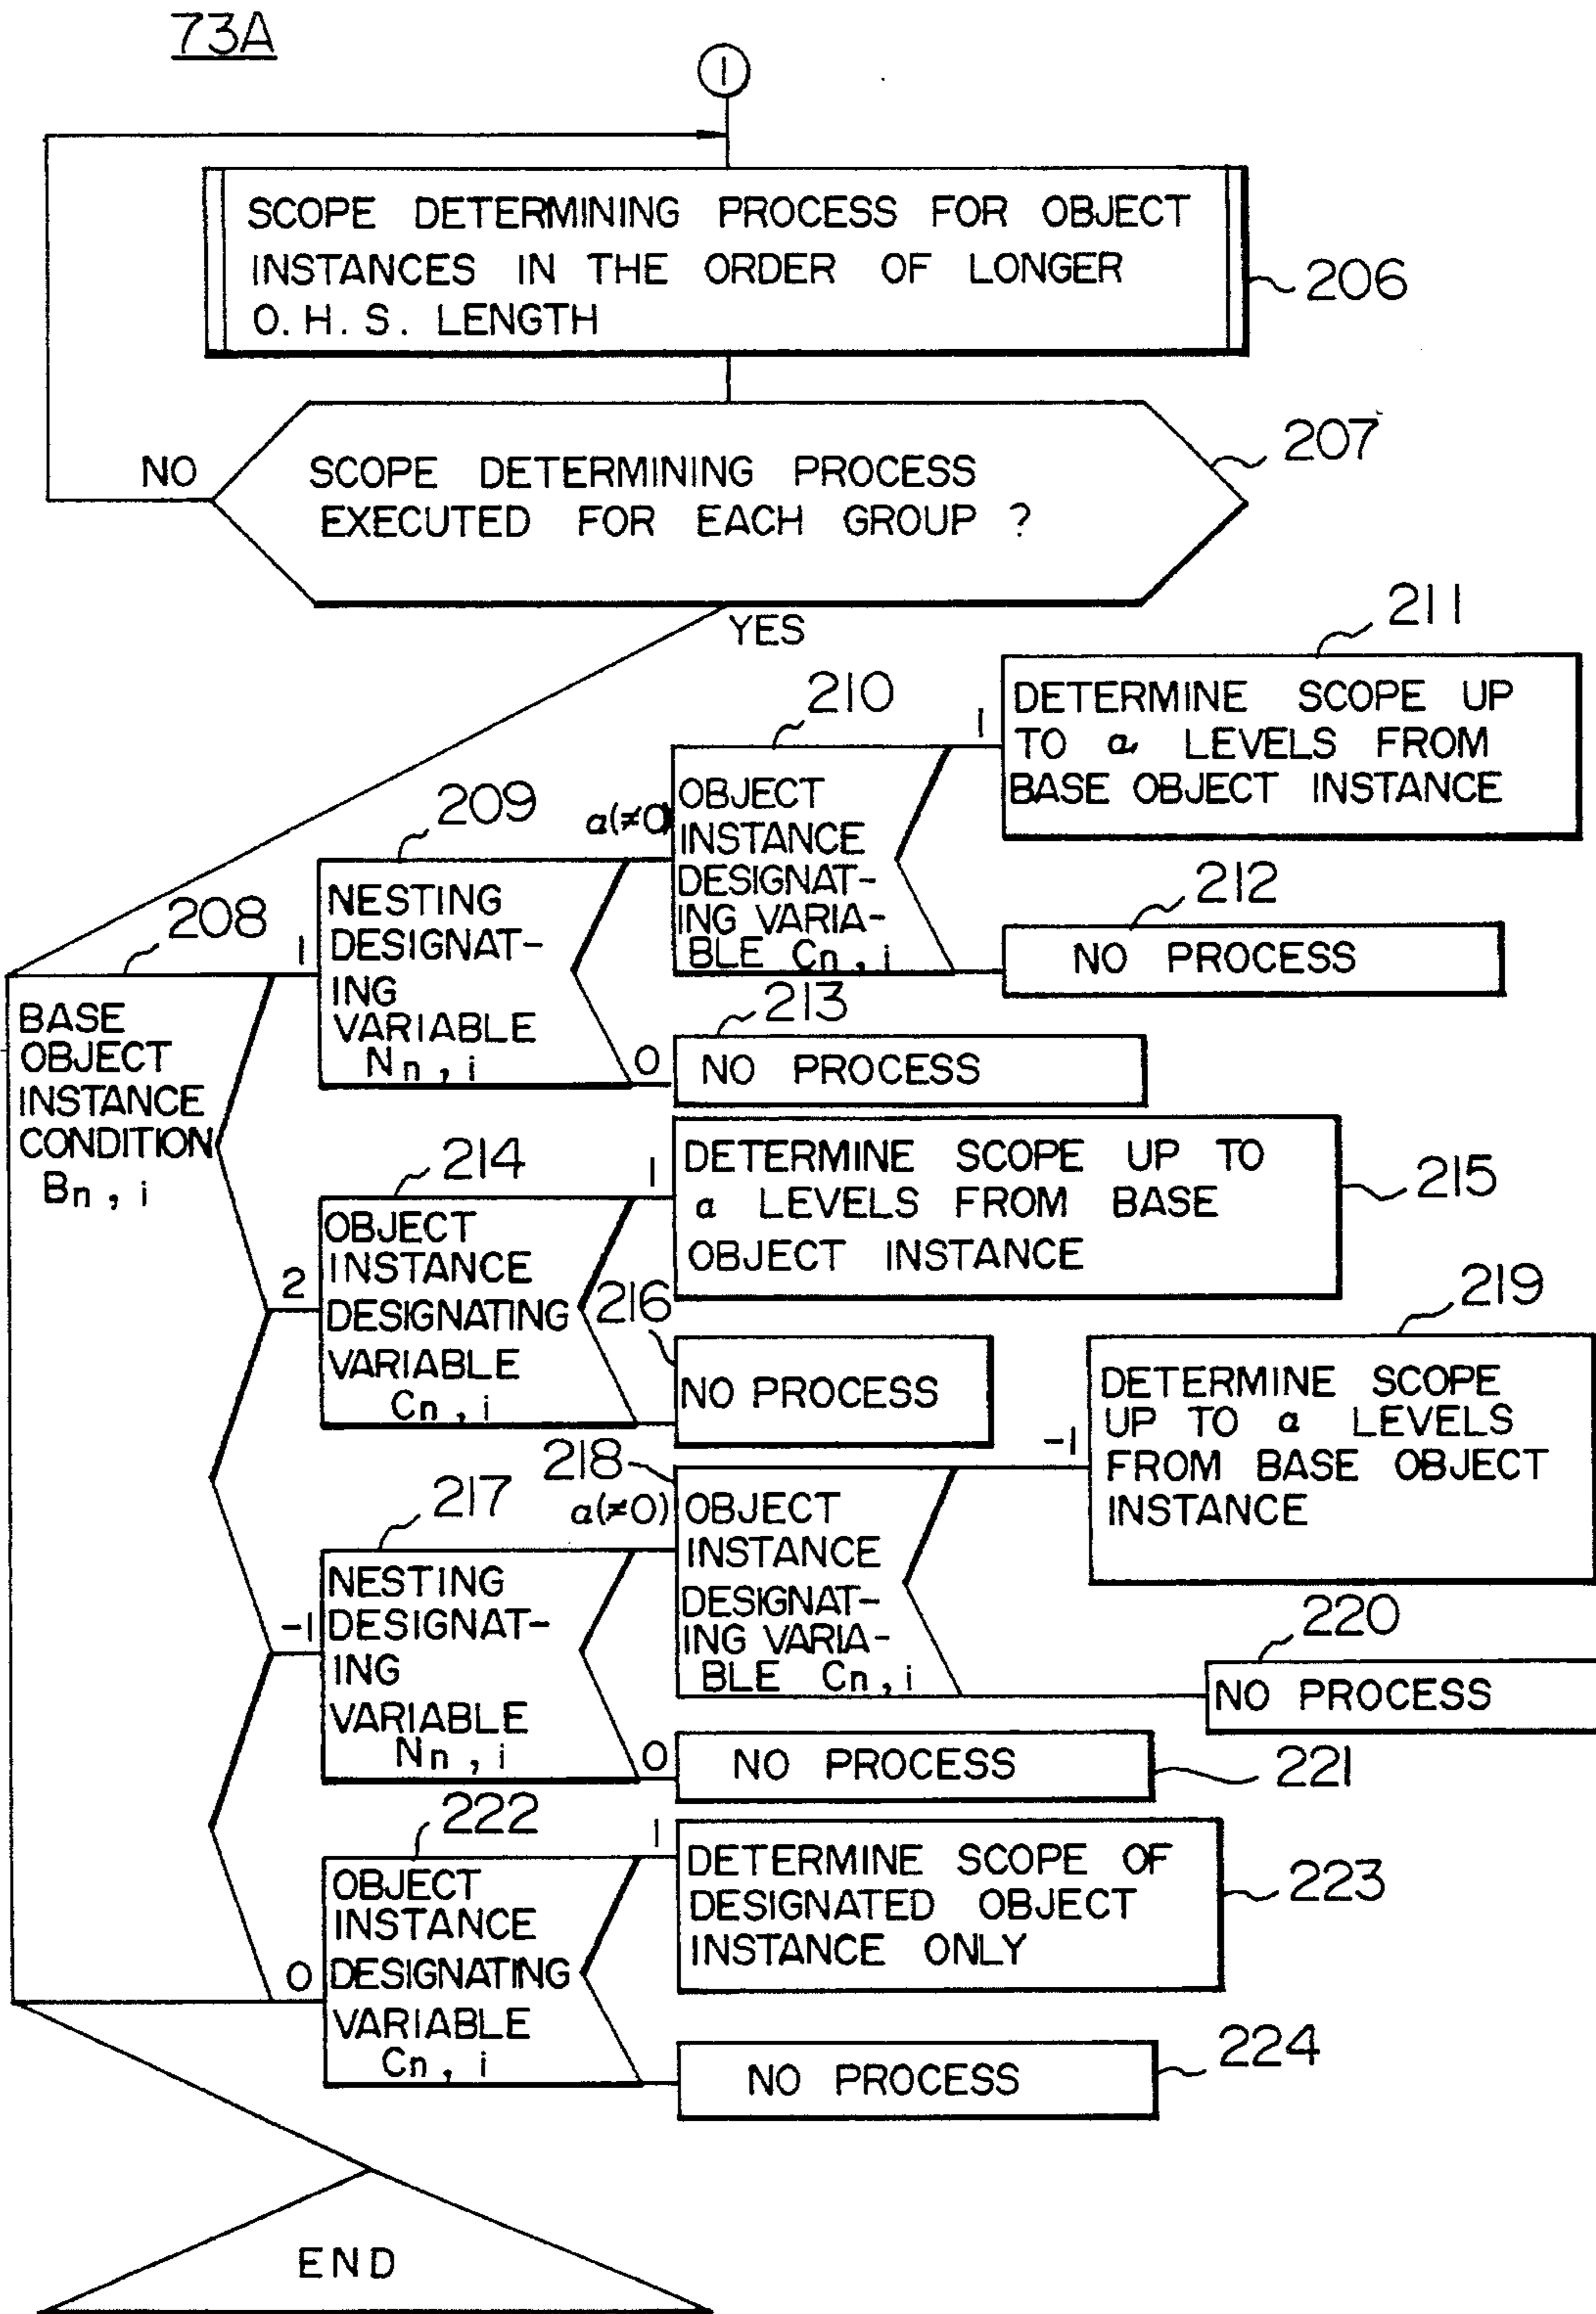 73A
1
SCOPE DETERMINING PROCESS FOR OBJECT
INSTANCES IN THE ORDER OF LONGER
O. H. S. LENGTH
206
NO
SCOPE DETERMINING PROCESS
EXECUTED FOR EACH GROUP ?
207
YES
208
BASE
OBJECT
INSTANCE
CONDITION
Bn, i
1
209
NESTING
DESIGNAT-
ING
VARIABLE
Nn, i
a(≠0)
210
OBJECT
INSTANCE
DESIGNAT-
ING VARIA-
BLE Cn, i
1
211
DETERMINE SCOPE UP
TO a LEVELS FROM
BASE OBJECT INSTANCE
212
NO PROCESS
0
213
NO PROCESS
2
214
OBJECT
INSTANCE
DESIGNATING
VARIABLE
Cn, i
1
DETERMINE SCOPE UP TO
a LEVELS FROM BASE
OBJECT INSTANCE
215
216
NO PROCESS
-1
217
NESTING
DESIGNAT-
ING
VARIABLE
Nn, i
a(≠0)
218
OBJECT
INSTANCE
DESIGNAT-
ING VARIA-
BLE Cn, i
-1
219
DETERMINE SCOPE
UP TO a LEVELS
FROM BASE OBJECT
INSTANCE
220
NO PROCESS
0
NO PROCESS
221
0
222
OBJECT
INSTANCE
DESIGNATING
VARIABLE
Cn, i
1
DETERMINE SCOPE OF
DESIGNATED OBJECT
INSTANCE ONLY
223
NO PROCESS
224
END